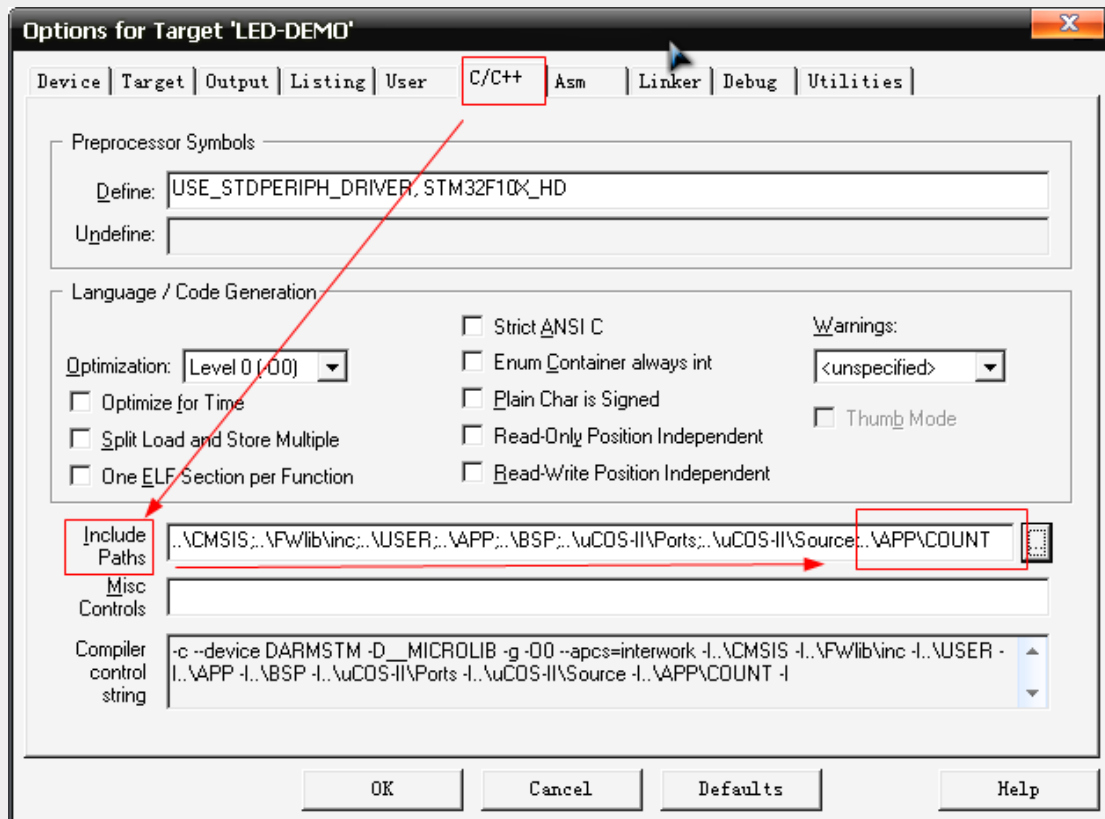 Options for Target 'LED-DEMO'
Device Target Output Listing User C/C++ Asm Linker Debug Utilities
Preprocessor Symbols
Define: USE_STDPERIPH_DRIVER, STM32F10X_HD
Undefine:
Language / Code Generation
Strict ANSI C Warnings:
Optimization: Level 0 (-O0) Enum Container always int <unspecified>
Optimize for Time Plain Char is Signed Thumb Mode
Split Load and Store Multiple Read-Only Position Independent
One ELF Section per Function Read-Write Position Independent
Include Paths ..\CMSIS;..\FWlib\inc;..\USER;..\APP;..\BSP;..\uCOS-II\Ports;..\uCOS-II\Source;..\APP\COUNT ...
Misc Controls
Compiler control string
-c --device DARMSTM -D__MICROLIB -g -O0 --apcs=interwork -I..\CMSIS -I..\FWlib\inc -I..\USER -
I..\APP -I..\BSP -I..\uCOS-II\Ports -I..\uCOS-II\Source -I..\APP\COUNT -I
OK Cancel Defaults Help